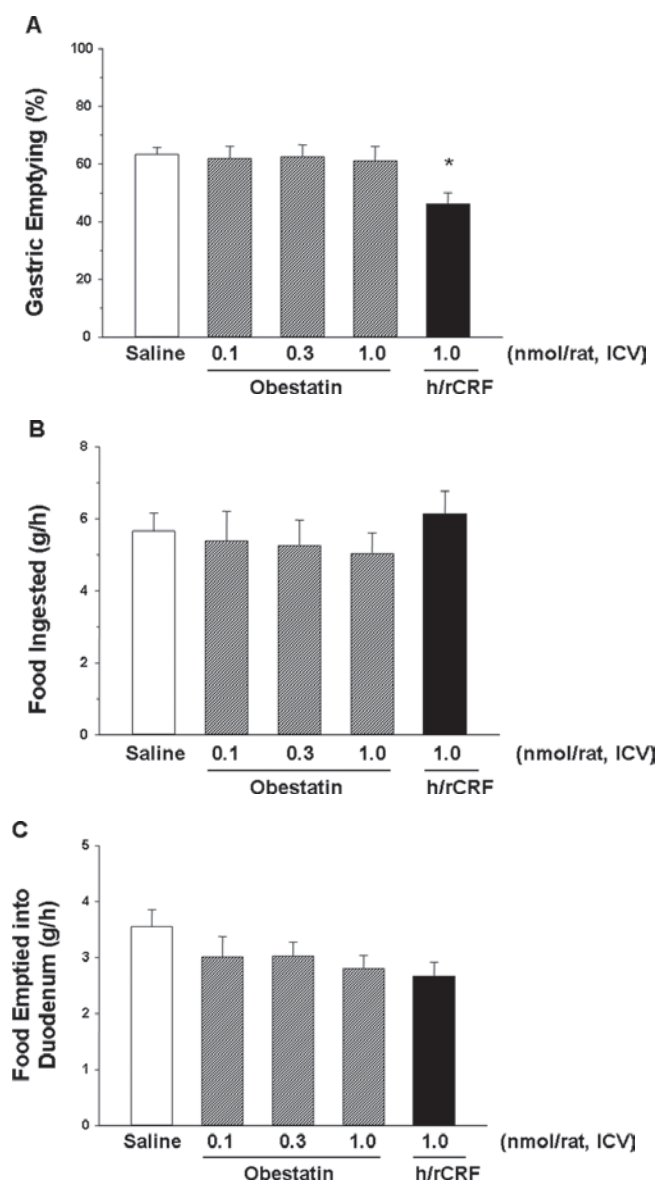 A
Gastric Emptying (%)
100
80
60
40
20
0
*
Saline 0.1 0.3 1.0 1.0 (nmol/rat, ICV)
Obestatin h/rCRF
B
Food Ingested (g/h)
8
6
4
2
0
Saline 0.1 0.3 1.0 1.0 (nmol/rat, ICV)
Obestatin h/rCRF
C
Food Emptied into
Duodenum (g/h)
5
4
3
2
1
0
Saline 0.1 0.3 1.0 1.0 (nmol/rat, ICV)
Obestatin h/rCRF